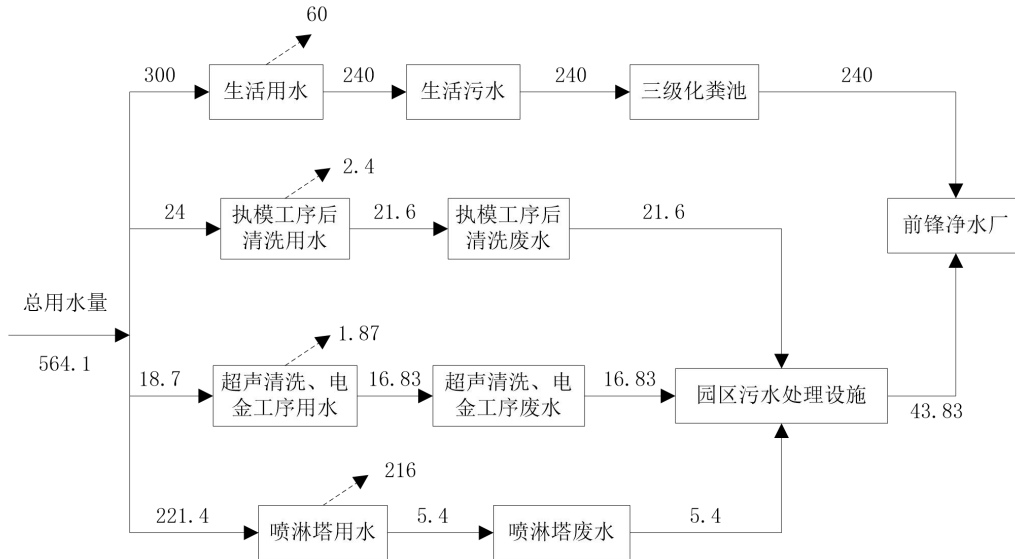 60
300
生活用水
240
生活污水
240
三级化粪池
240
2.4
24
执模工序后
清洗用水
21.6
执模工序后
清洗废水
21.6
前锋净水厂
总用水量
564.1
1.87
18.7
超声清洗、电
金工序用水
16.83
超声清洗、电
金工序废水
16.83
园区污水处理设施
43.83
216
221.4
喷淋塔用水
5.4
喷淋塔废水
5.4